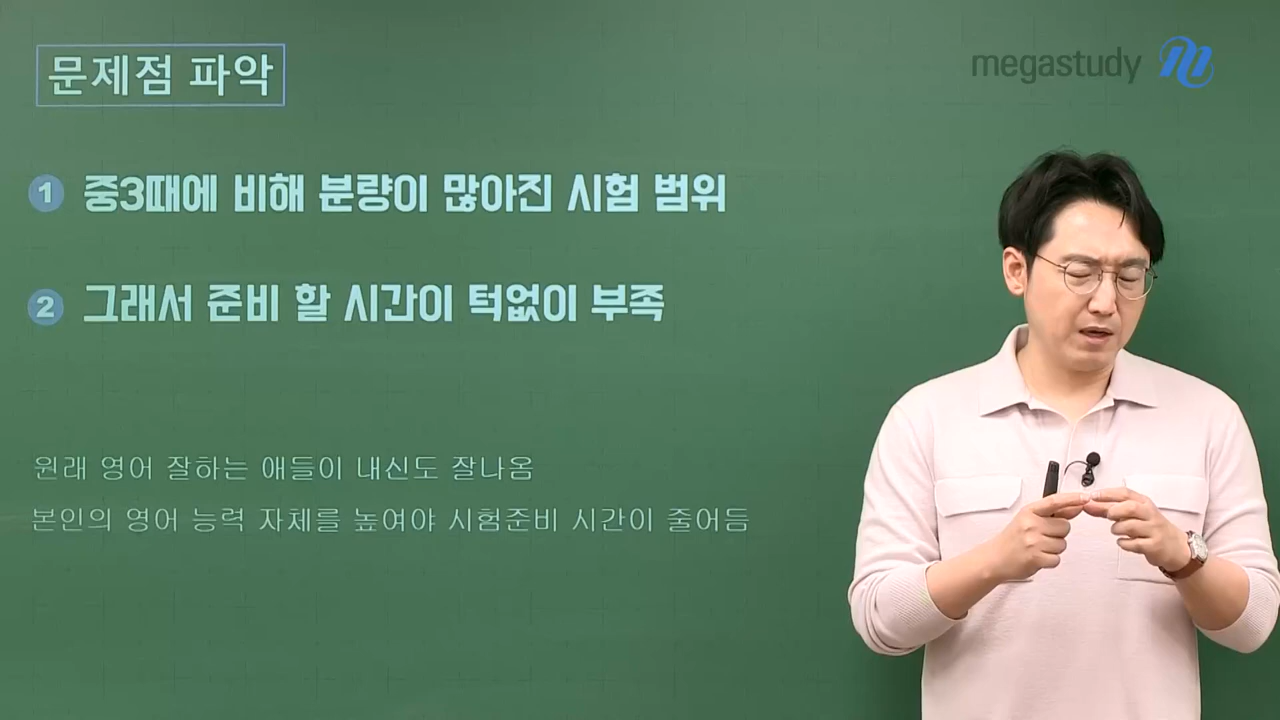 문제점 파악
megastudy
1 중3때에 비해 분량이 많아진 시험 범위
2 그래서 준비 할 시간이 턱없이 부족
원래 영어 잘하는 애들이 내신도 잘나옴
본인의 영어 능력 자체를 높여야 시험준비 시간이 줄어듬